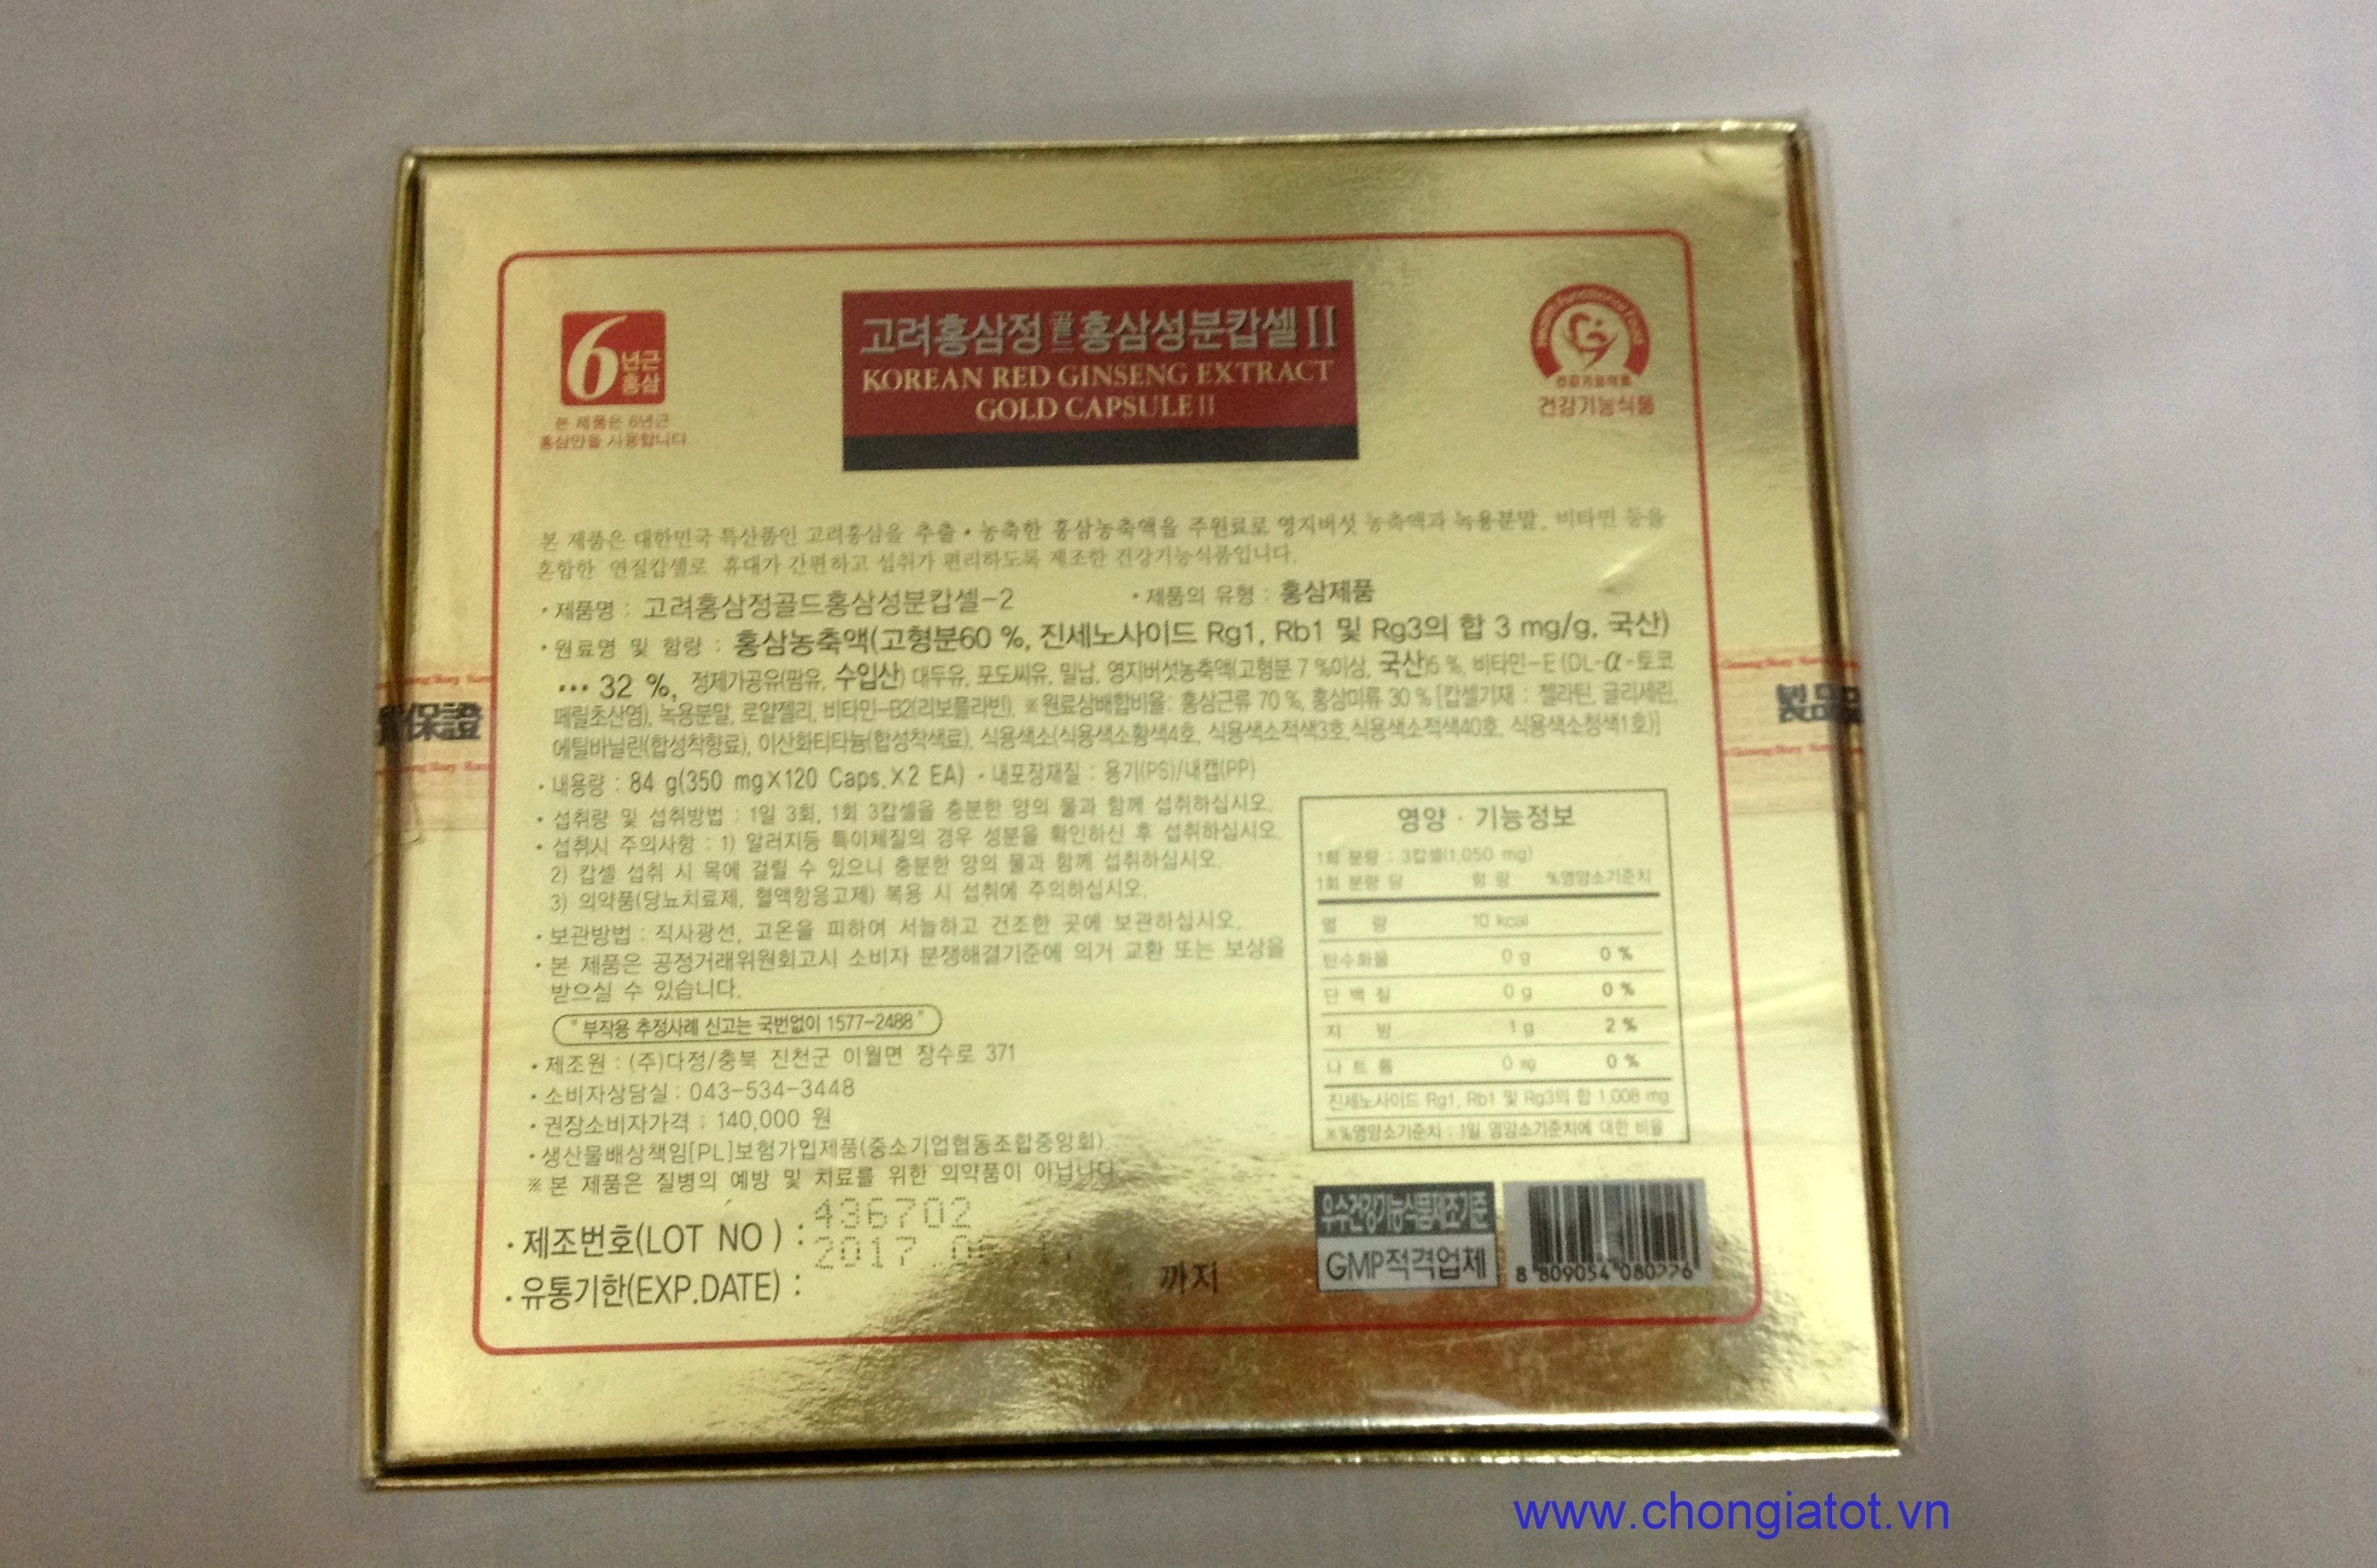 6년근
홍삼
본 제품은 6년근
홍삼만을 사용합니다.
고려홍삼정골드홍삼성분캅셀II
KOREAN RED GINSENG EXTRACT
GOLD CAPSULE II
건강기능식품
건강기능식품
본 제품은 대한민국 특산품인 고려홍삼을 추출·농축한 홍삼농축액을 주원료로 영지버섯 농축액과 녹용분말, 비타민 등을
혼합한 연질캅셀로 휴대가 간편하고 섭취가 편리하도록 제조한 건강기능식품입니다.
·제품명 : 고려홍삼정골드홍삼성분캅셀-2 ·제품의 유형 : 홍삼제품
·원료명 및 함량 : 홍삼농축액(고형분60 %, 진세노사이드 Rg1, Rb1 및 Rg3의 합 3 mg/g, 국산)
… 32 %, 정제가공유(팜유, 수입산) 대두유, 포도씨유, 밀납, 영지버섯농축액(고형분 7 %이상, 국산)5 %, 비타민-E (DL-α-토코
페릴초산염), 녹용분말, 로얄젤리, 비타민-B2(리보플라빈), ※원료삼배합비율: 홍삼근류 70 %, 홍삼미류 30 % [캅셀기재 : 젤라틴, 글리세린,
에틸바닐린(합성착향료), 이산화티타늄(합성착색료), 식용색소(식용색소황색4호, 식용색소적색3호, 식용색소적색40호, 식용색소청색1호)]
·내용량 : 84 g(350 mg×120 Caps.×2 EA) ·내포장재질 : 용기(PS)/내캡(PP)
·섭취량 및 섭취방법 : 1일 3회, 1회 3캅셀을 충분한 양의 물과 함께 섭취하십시오.
·섭취시 주의사항 : 1) 알러지등 특이체질의 경우 성분을 확인하신 후 섭취하십시오.
2) 캅셀 섭취 시 목에 걸릴 수 있으니 충분한 양의 물과 함께 섭취하십시오.
3) 의약품(당뇨치료제, 혈액항응고제) 복용 시 섭취에 주의하십시오.
·보관방법 : 직사광선, 고온을 피하여 서늘하고 건조한 곳에 보관하십시오.
·본 제품은 공정거래위원회고시 소비자 분쟁해결기준에 의거 교환 또는 보상을
받으실 수 있습니다.
"부작용 추정사례 신고는 국번없이 1577-2488"
·제조원 : (주)다정/충북 진천군 이월면 장수로 371
·소비자상담실 : 043-534-3448
·권장소비자가격 : 140,000 원
·생산물배상책임[PL]보험가입제품(중소기업협동조합중앙회)
※본 제품은 질병의 예방 및 치료를 위한 의약품이 아닙니다.
·제조번호(LOT NO ) : 436702
2017
·유통기한(EXP.DATE) : 까지
영양 · 기능정보
1회 분량 : 3캅셀(1,050 mg)
1회 분량 당 함 량 %영양소기준치
열 량 10 kcal
탄수화물 0 g 0 %
단 백 질 0 g 0 %
지 방 1 g 2 %
나 트 륨 0 mg 0 %
진세노사이드 Rg1, Rb1 및 Rg3의 합 1.008 mg
※%영양소기준치 : 1일 영양소기준치에 대한 비율
우수건강기능식품제조기준
GMP적격업체
8 809054 080226
保證
製品
www.chongiatot.vn